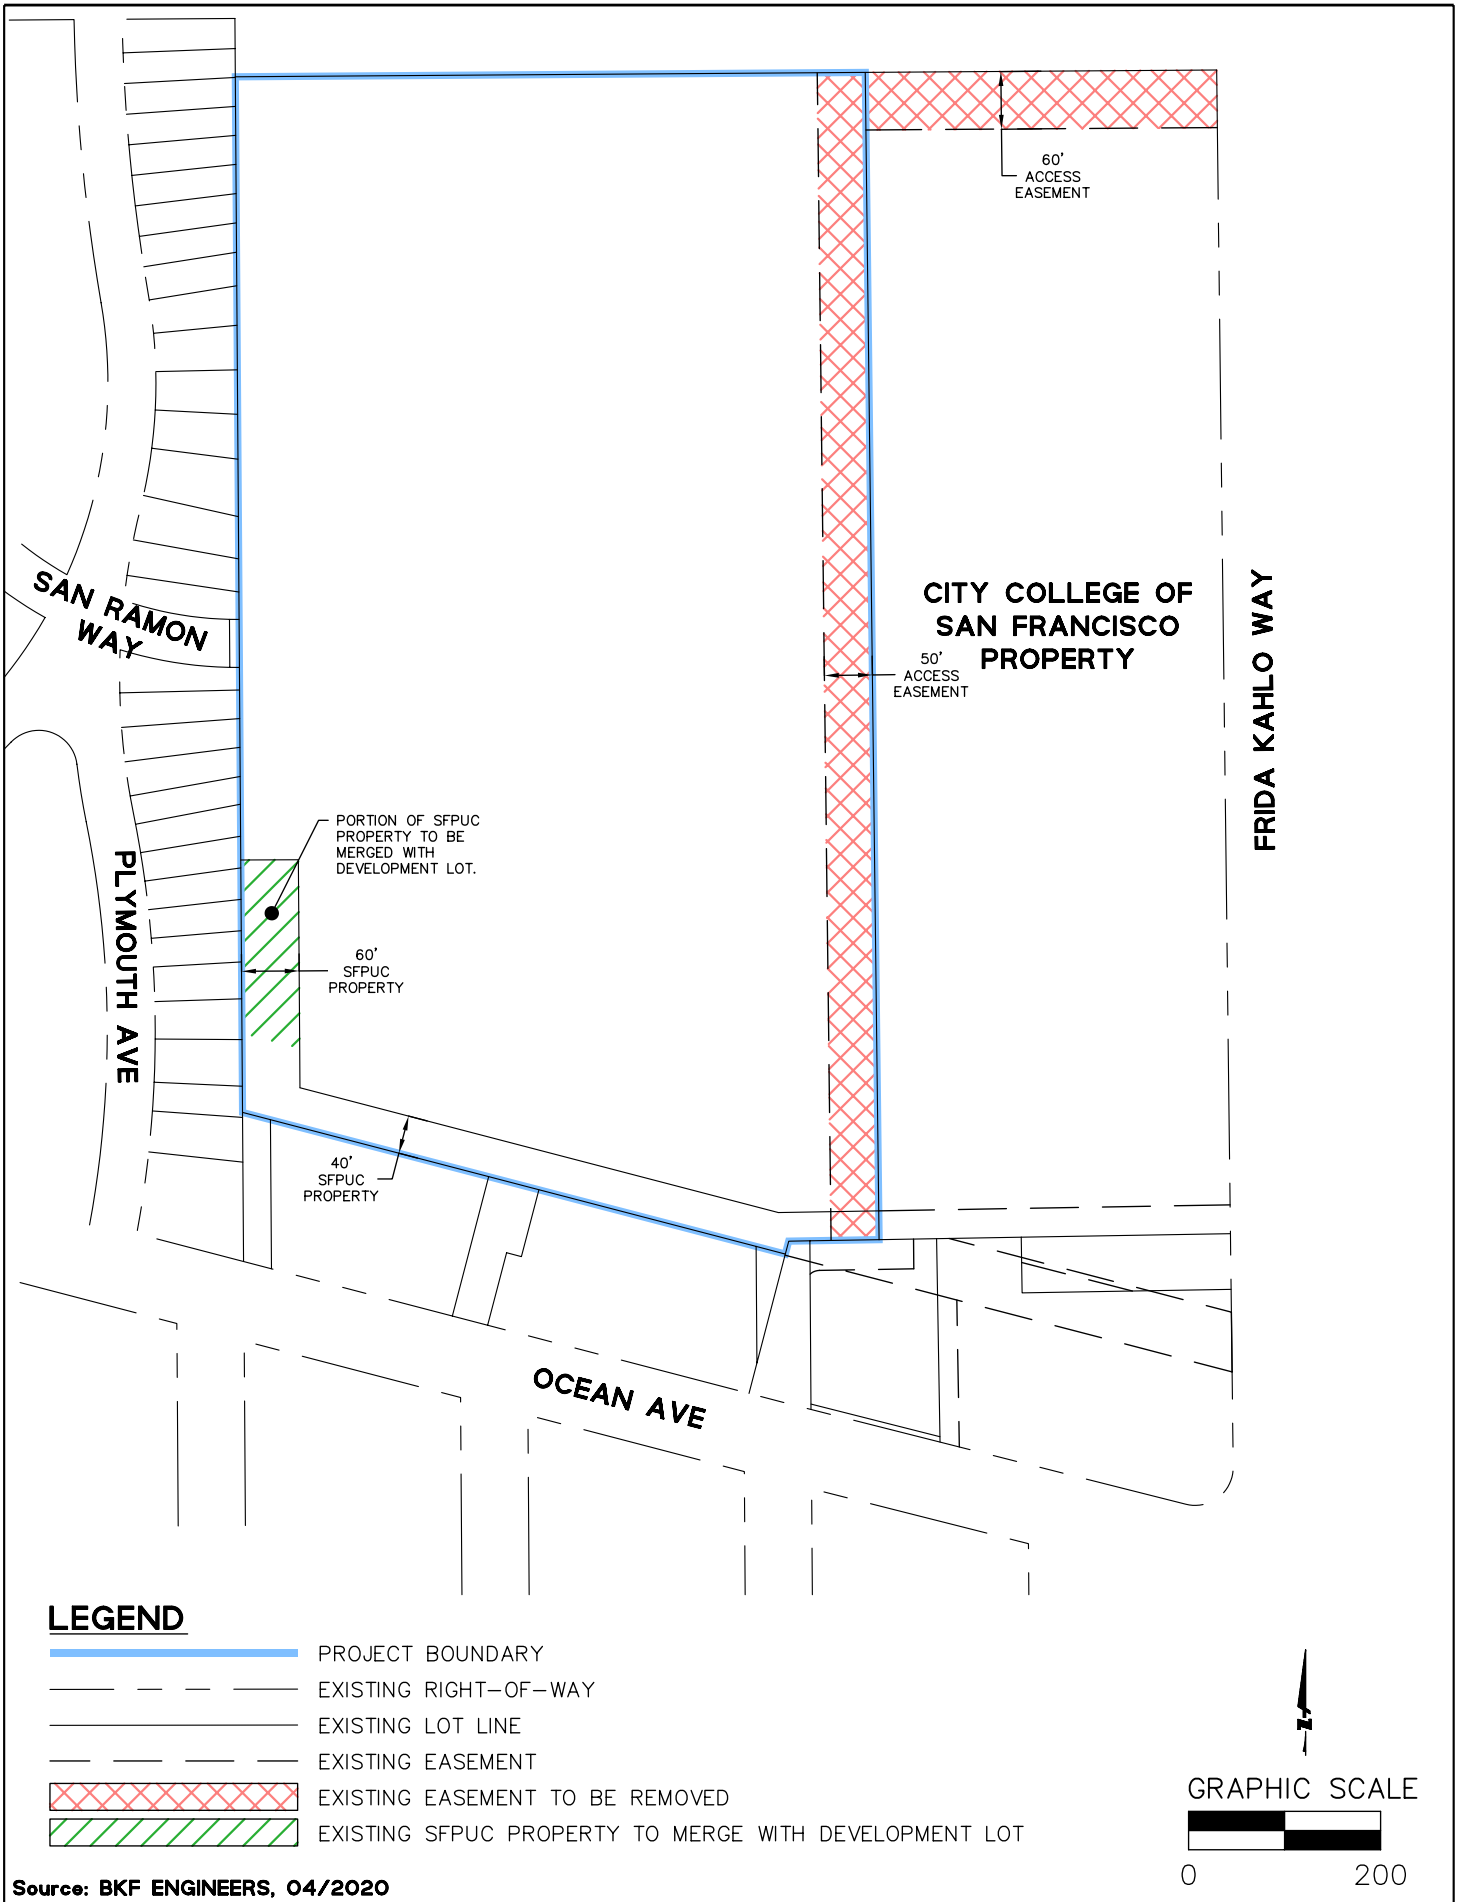 60'
ACCESS
EASEMENT
CITY COLLEGE OF
SAN FRANCISCO
PROPERTY
50'
ACCESS
EASEMENT
FRIDA KAHLO WAY
SAN RAMON
WAY
PORTION OF SFPUC
PROPERTY TO BE
MERGED WITH
DEVELOPMENT LOT.
PLYMOUTH AVE
60'
SFPUC
PROPERTY
40'
SFPUC
PROPERTY
OCEAN AVE
LEGEND
PROJECT BOUNDARY
EXISTING RIGHT-OF-WAY
EXISTING LOT LINE
EXISTING EASEMENT
EXISTING EASEMENT TO BE REMOVED
EXISTING SFPUC PROPERTY TO MERGE WITH DEVELOPMENT LOT
Z
GRAPHIC SCALE
0 200
Source: BKF ENGINEERS, 04/2020